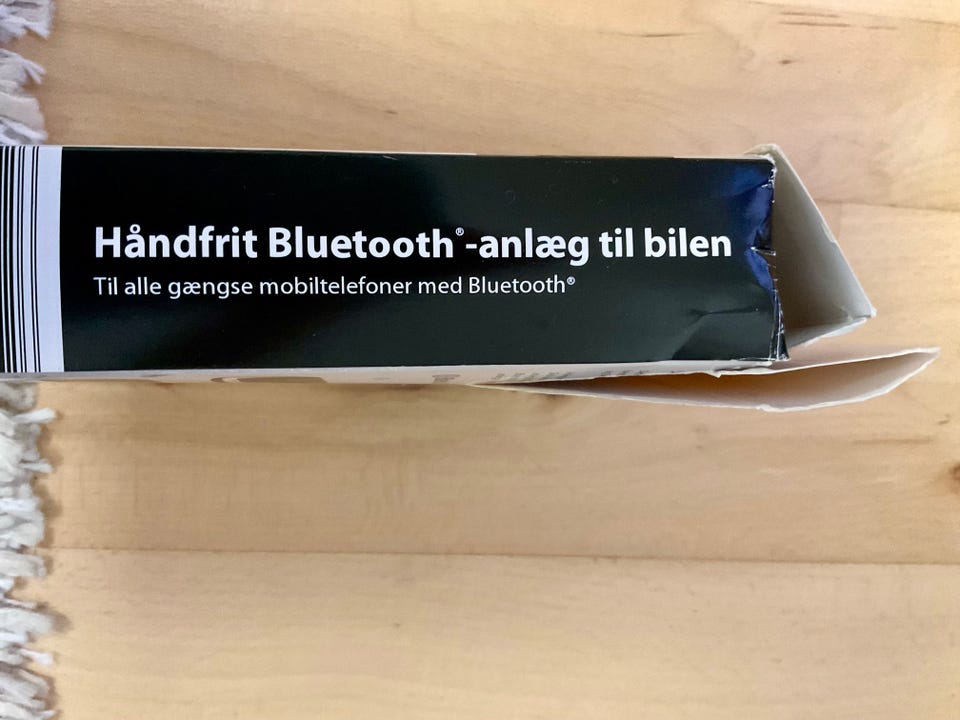 Håndfrit Bluetooth®-anlæg til bilen
Til alle gængse mobiltelefoner med Bluetooth®